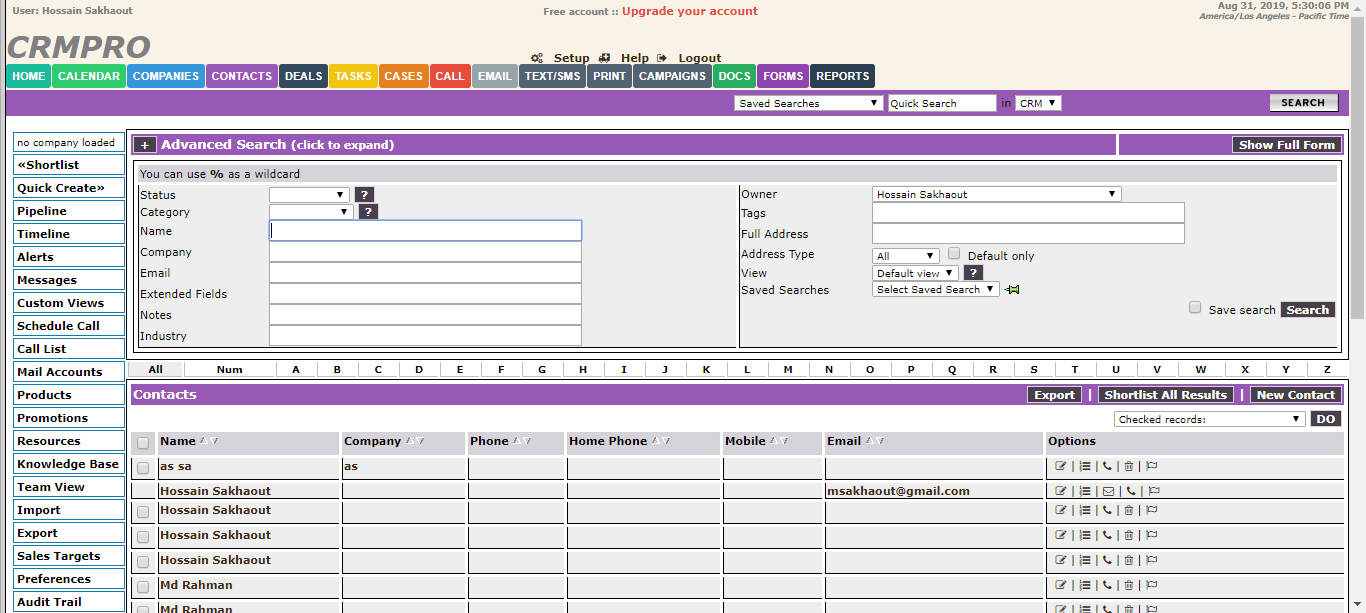 User: Hossain Sakhaout
Free account :: Upgrade your account
Aug 31, 2019, 5:30:06 PM
America/Los Angeles - Pacific Time
CRMPRO
Setup Help Logout
HOME CALENDAR COMPANIES CONTACTS DEALS TASKS CASES CALL EMAIL TEXT/SMS PRINT CAMPAIGNS DOCS FORMS REPORTS
Saved Searches Quick Search in CRM SEARCH
no company loaded
«Shortlist
Quick Create»
Pipeline
Timeline
Alerts
Messages
Custom Views
Schedule Call
Call List
Mail Accounts
Products
Promotions
Resources
Knowledge Base
Team View
Import
Export
Sales Targets
Preferences
Audit Trail
+ Advanced Search (click to expand) Show Full Form
You can use % as a wildcard
Status ?
Category ?
Name
Company
Email
Extended Fields
Notes
Industry
Owner Hossain Sakhaout
Tags
Full Address
Address Type All Default only
View Default view ?
Saved Searches Select Saved Search
Save search Search
All Num A B C D E F G H I J K L M N O P Q R S T U V W X Y Z
Contacts Export | Shortlist All Results | New Contact
Checked records: DO
Name Company Phone Home Phone Mobile Email Options
as sa as | | | |
Hossain Sakhaout msakhaout@gmail.com | | | |
Hossain Sakhaout | | | |
Hossain Sakhaout | | | |
Hossain Sakhaout | | | |
Md Rahman | | | |
Md Rahman | | | |